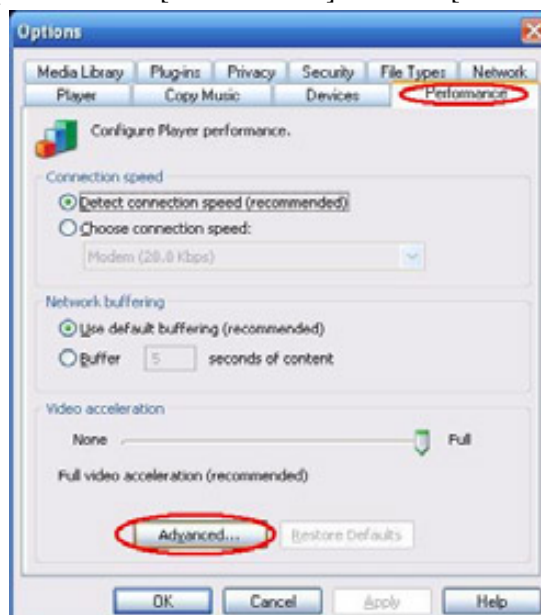 Options
Media Library Plug-ins Privacy Security File Types Network
Player Copy Music Devices Performance
Configure Player performance.
Connection speed
Detect connection speed (recommended)
Choose connection speed:
Modem (28.8 Kbps)
Network buffering
Use default buffering (recommended)
Buffer 5 seconds of content
Video acceleration
None Full
Full video acceleration (recommended)
Advanced... Restore Defaults
OK Cancel Apply Help